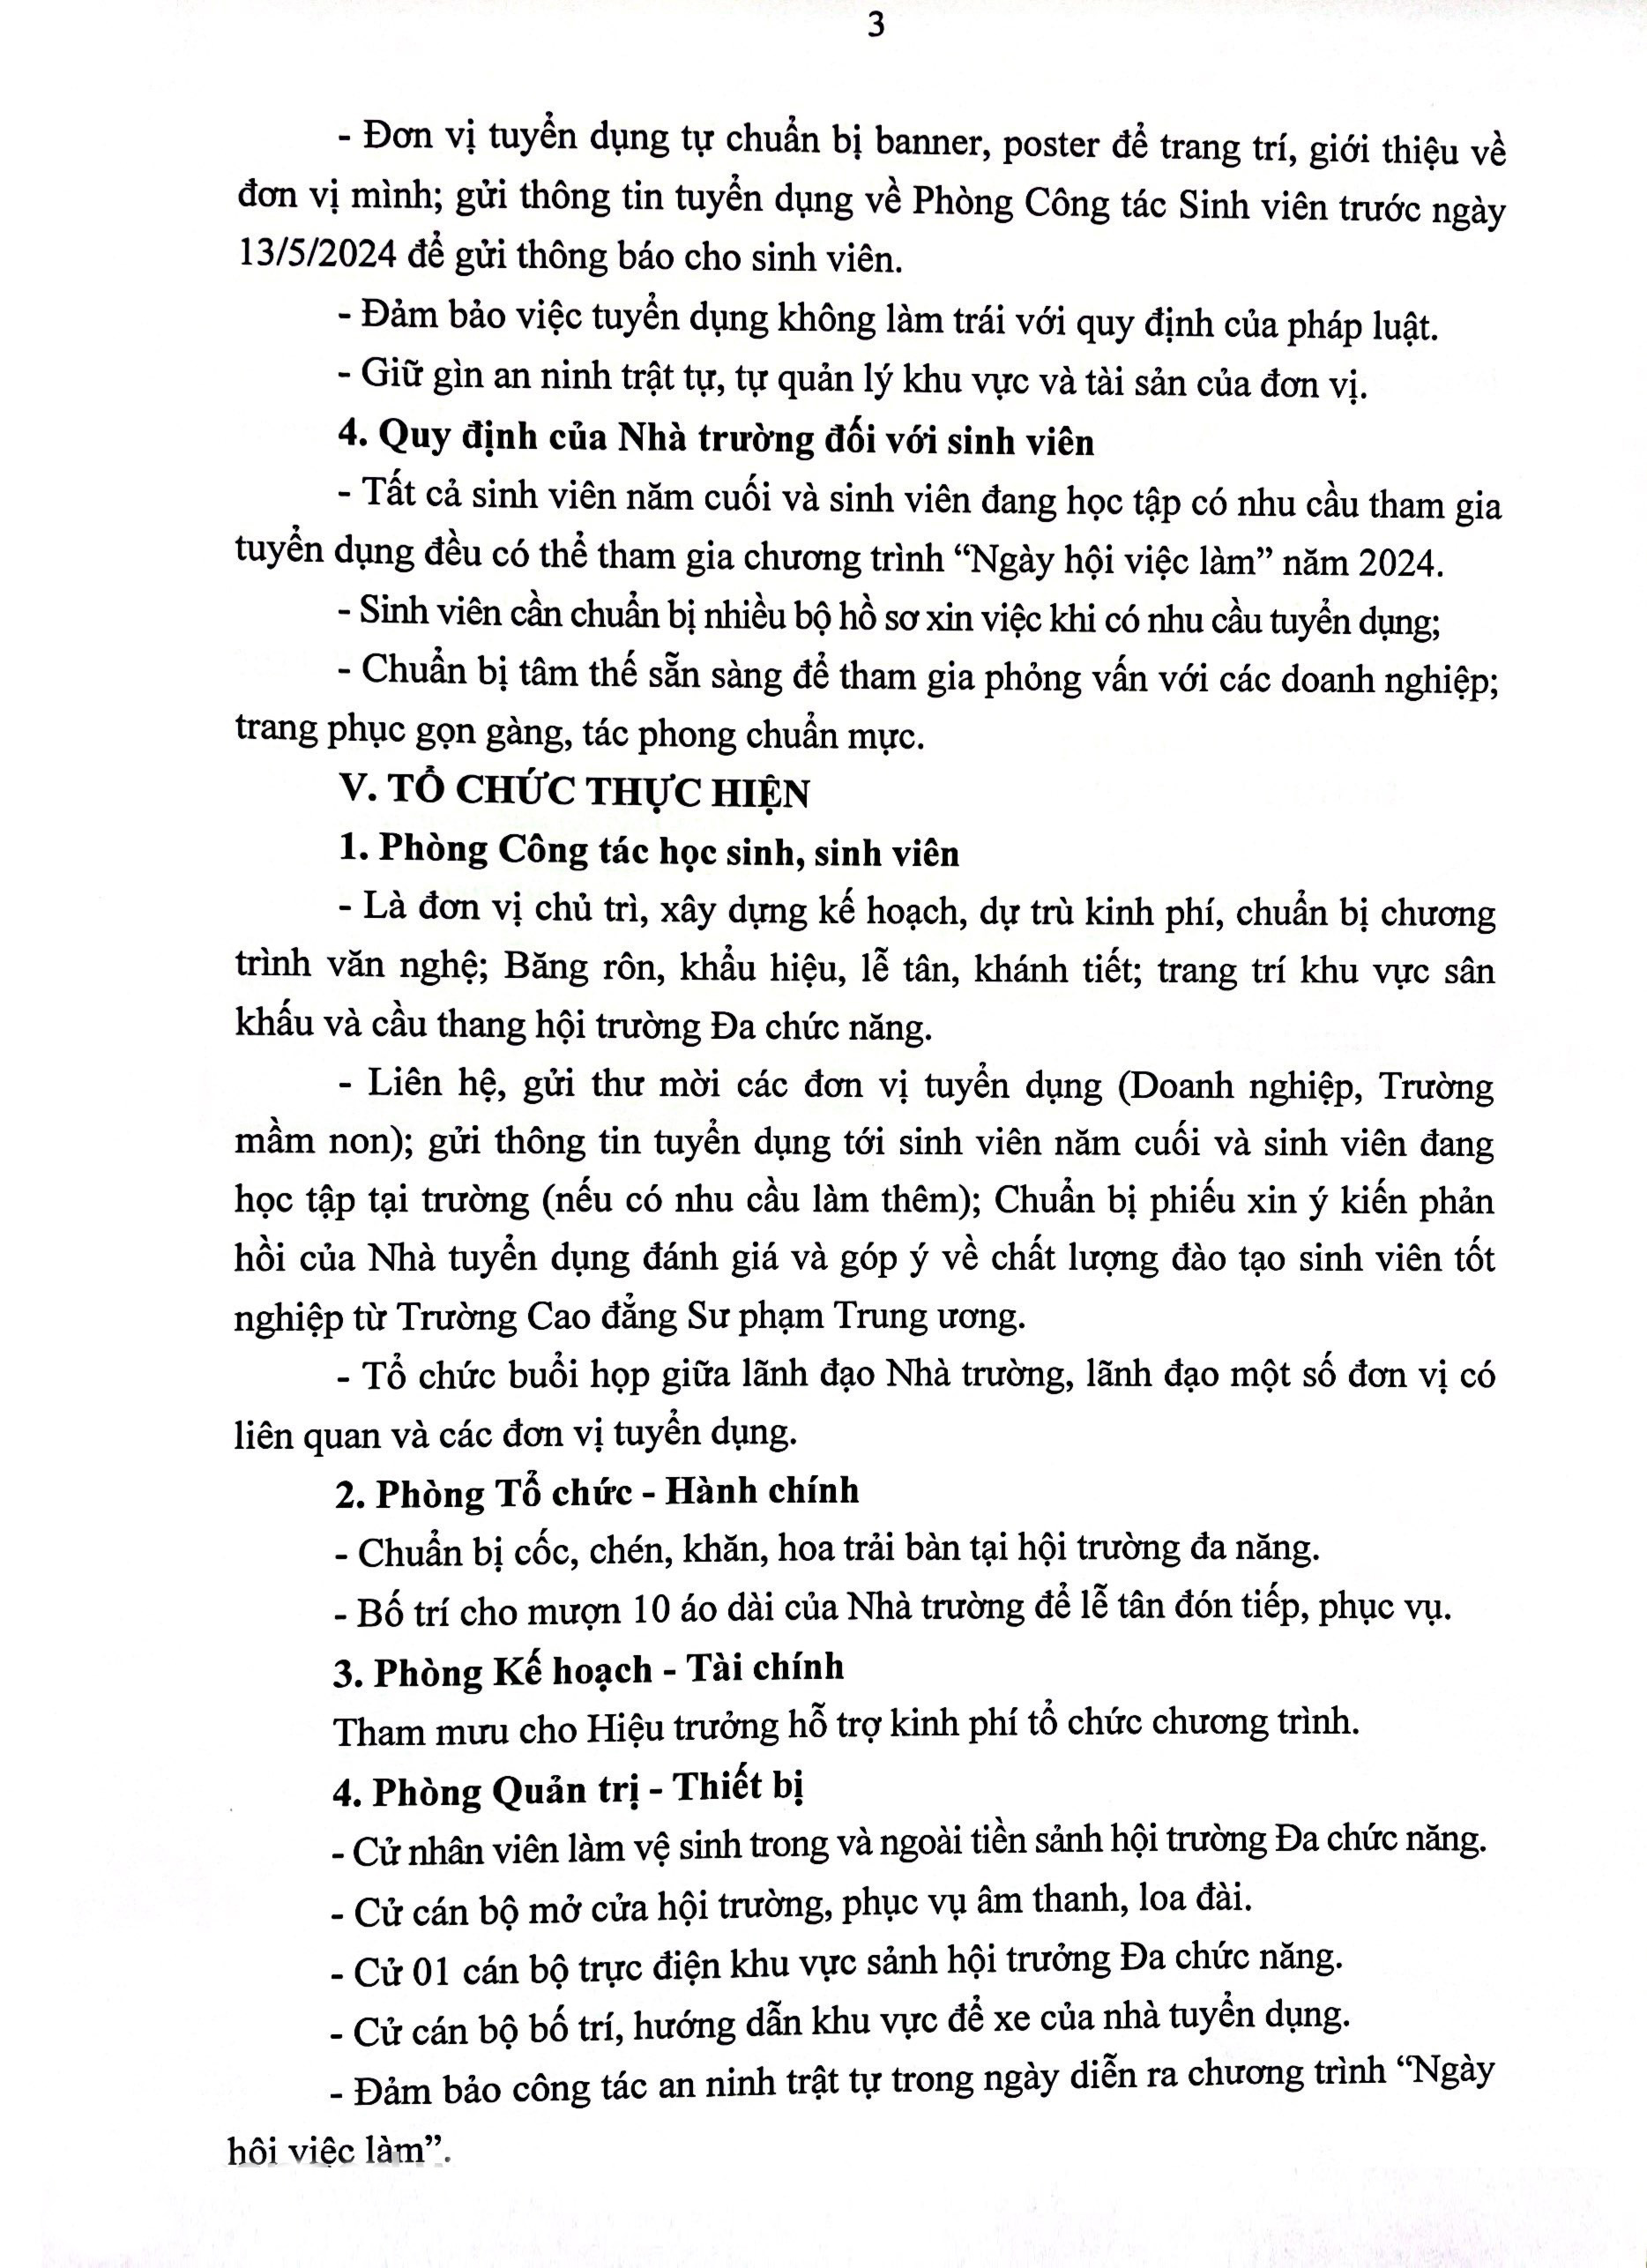 3
- Đơn vị tuyển dụng tự chuẩn bị banner, poster để trang trí, giới thiệu về
đơn vị mình; gửi thông tin tuyển dụng về Phòng Công tác Sinh viên trước ngày
13/5/2024 để gửi thông báo cho sinh viên.
- Đảm bảo việc tuyển dụng không làm trái với quy định của pháp luật.
- Giữ gìn an ninh trật tự, tự quản lý khu vực và tài sản của đơn vị.
4. Quy định của Nhà trường đối với sinh viên
- Tất cả sinh viên năm cuối và sinh viên đang học tập có nhu cầu tham gia
tuyển dụng đều có thể tham gia chương trình “Ngày hội việc làm” năm 2024.
- Sinh viên cần chuẩn bị nhiều bộ hồ sơ xin việc khi có nhu cầu tuyển dụng;
- Chuẩn bị tâm thế sẵn sàng để tham gia phỏng vấn với các doanh nghiệp;
trang phục gọn gàng, tác phong chuẩn mực.
V. TỔ CHỨC THỰC HIỆN
1. Phòng Công tác học sinh, sinh viên
- Là đơn vị chủ trì, xây dựng kế hoạch, dự trù kinh phí, chuẩn bị chương
trình văn nghệ; Băng rôn, khẩu hiệu, lễ tân, khánh tiết; trang trí khu vực sân
khấu và cầu thang hội trường Đa chức năng.
- Liên hệ, gửi thư mời các đơn vị tuyển dụng (Doanh nghiệp, Trường
mầm non); gửi thông tin tuyển dụng tới sinh viên năm cuối và sinh viên đang
học tập tại trường (nếu có nhu cầu làm thêm); Chuẩn bị phiếu xin ý kiến phản
hồi của Nhà tuyển dụng đánh giá và góp ý về chất lượng đào tạo sinh viên tốt
nghiệp từ Trường Cao đẳng Sư phạm Trung ương.
- Tổ chức buổi họp giữa lãnh đạo Nhà trường, lãnh đạo một số đơn vị có
liên quan và các đơn vị tuyển dụng.
2. Phòng Tổ chức - Hành chính
- Chuẩn bị cốc, chén, khăn, hoa trải bàn tại hội trường đa năng.
- Bố trí cho mượn 10 áo dài của Nhà trường để lễ tân đón tiếp, phục vụ.
3. Phòng Kế hoạch - Tài chính
Tham mưu cho Hiệu trưởng hỗ trợ kinh phí tổ chức chương trình.
4. Phòng Quản trị - Thiết bị
- Cử nhân viên làm vệ sinh trong và ngoài tiền sảnh hội trường Đa chức năng.
- Cử cán bộ mở cửa hội trường, phục vụ âm thanh, loa đài.
- Cử 01 cán bộ trực điện khu vực sảnh hội trưởng Đa chức năng.
- Cử cán bộ bố trí, hướng dẫn khu vực để xe của nhà tuyển dụng.
- Đảm bảo công tác an ninh trật tự trong ngày diễn ra chương trình “Ngày
hội việc làm”.